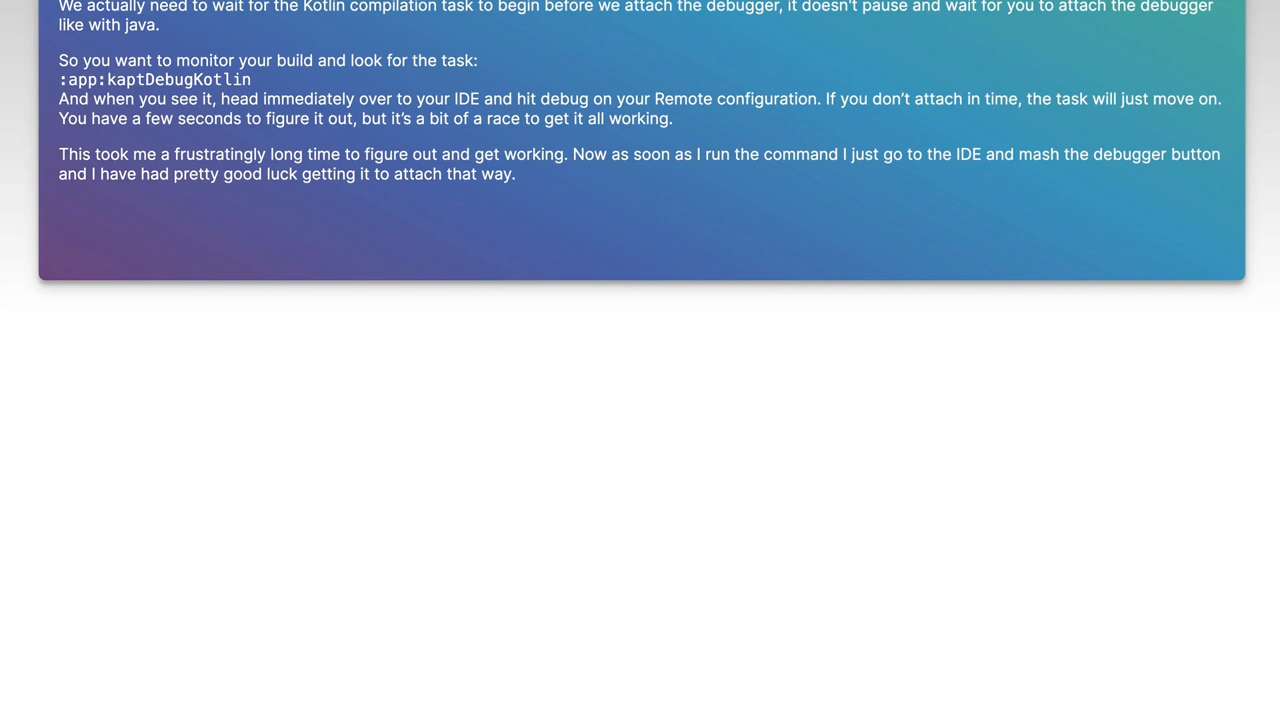 We actually need to wait for the Kotlin compilation task to begin before we attach the debugger, it doesn't pause and wait for you to attach the debugger
like with java.
So you want to monitor your build and look for the task:
:app:kaptDebugKotlin
And when you see it, head immediately over to your IDE and hit debug on your Remote configuration. If you don’t attach in time, the task will just move on.
You have a few seconds to figure it out, but it’s a bit of a race to get it all working.
This took me a frustratingly long time to figure out and get working. Now as soon as I run the command I just go to the IDE and mash the debugger button
and I have had pretty good luck getting it to attach that way.